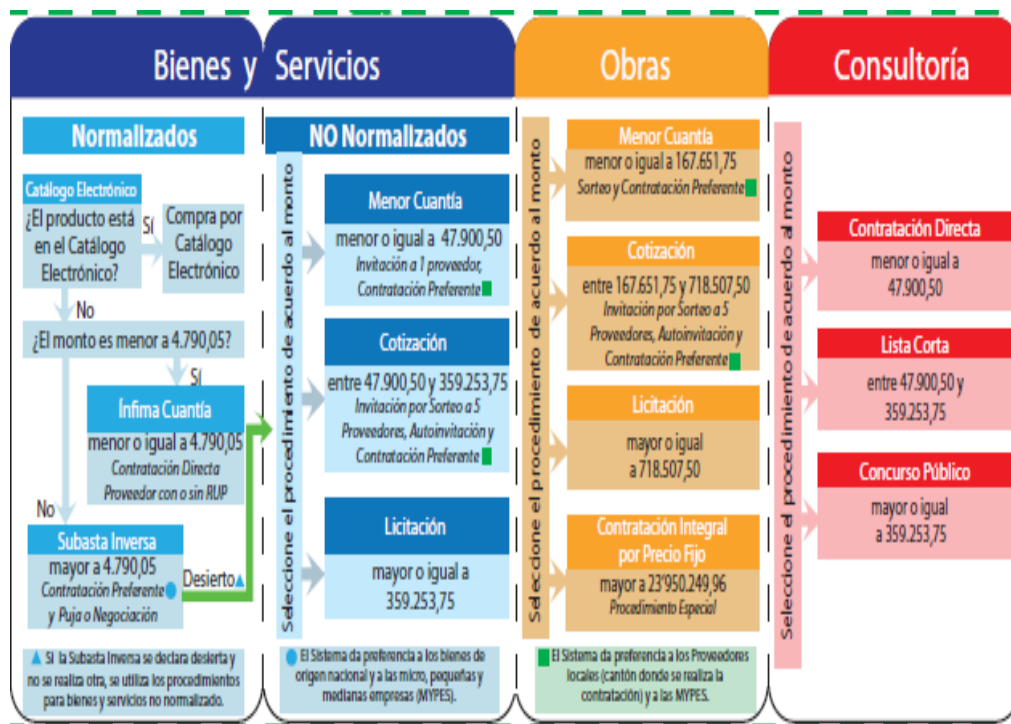 Bienes y Servicios
Normalizados
Catálogo Electrónico
¿El producto está
en el Catálogo
Electrónico?
Sí
Compra por
Catálogo
Electrónico
No
¿El monto es menor a 4.790,05?
Sí
Ínfima Cuantía
menor o igual a 4.790,05
Contratación Directa
Proveedor con o sin RUP
No
Subasta Inversa
mayor a 4.790,05
Contratación Preferente
y Puja o Negociación
Desierto
Si la Subasta Inversa se declara desierta y
no se realiza otra, se utiliza los procedimientos
para bienes y servicios no normalizado.
NO Normalizados
Seleccione el procedimiento de acuerdo al monto
Menor Cuantía
menor o igual a 47.900,50
Invitación a 1 proveedor,
Contratación Preferente
Cotización
entre 47.900,50 y 359.253,75
Invitación por Sorteo a 5
Proveedores, Autoinvitación y
Contratación Preferente
Licitación
mayor o igual a
359.253,75
El Sistema da preferencia a los bienes de
origen nacional y a las micro, pequeñas y
medianas empresas (MYPES).
Obras
Seleccione el procedimiento de acuerdo al monto
Menor Cuantía
menor o igual a 167.651,75
Sorteo y Contratación Preferente
Cotización
entre 167.651,75 y 718.507,50
Invitación por Sorteo a 5
Proveedores, Autoinvitación y
Contratación Preferente
Licitación
mayor o igual
a 718.507,50
Contratación Integral
por Precio Fijo
mayor a 23'950.249,96
Procedimiento Especial
El Sistema da preferencia a los Proveedores
locales (cantón donde se realiza la
contratación) y a las MYPES.
Consultoría
Seleccione el procedimiento de acuerdo al monto
Contratación Directa
menor o igual a
47.900,50
Lista Corta
entre 47.900,50 y
359.253,75
Concurso Público
mayor o igual
a 359.253,75